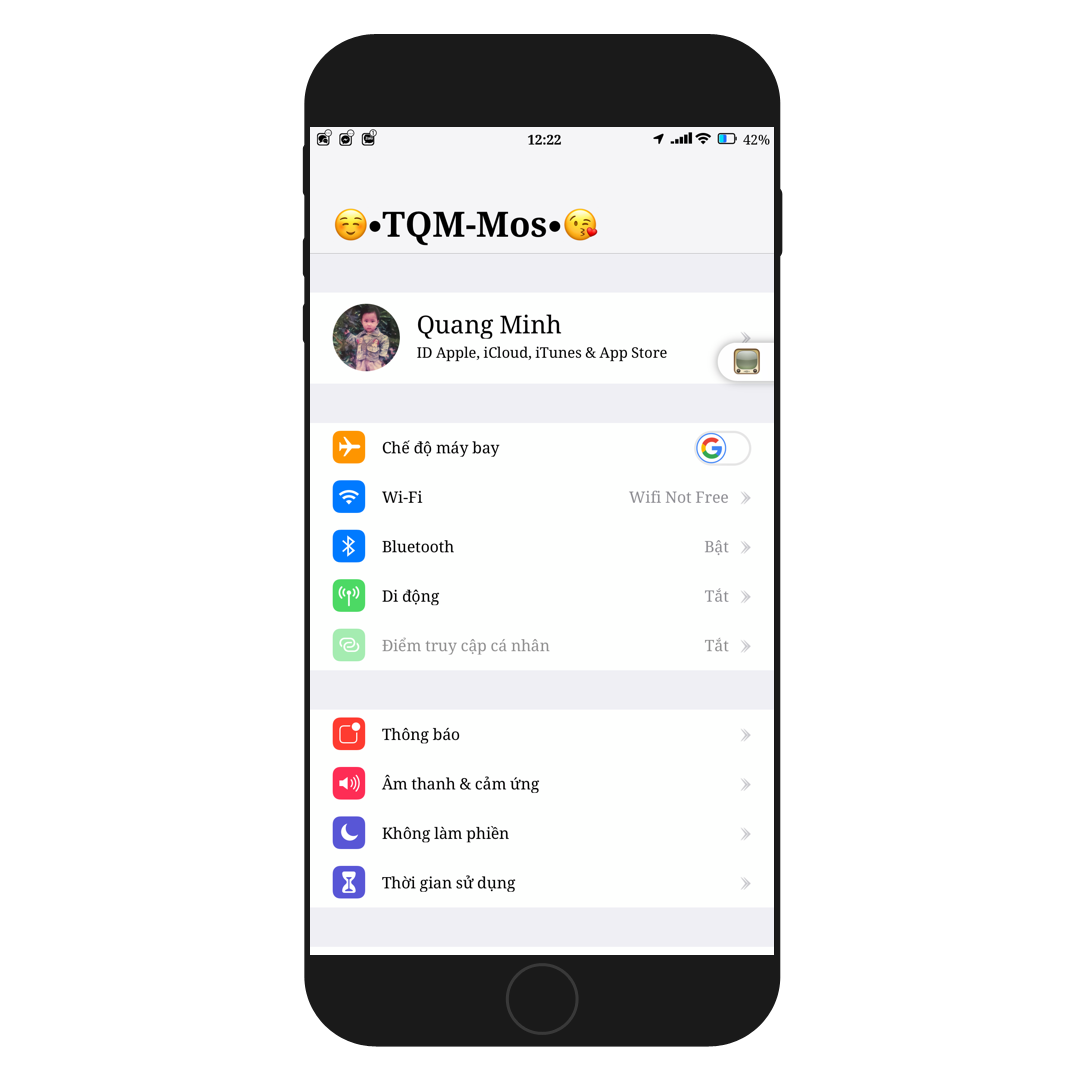 12:22
42%
☺️•TQM-Mos•😘
Quang Minh
ID Apple, iCloud, iTunes & App Store
Chế độ máy bay
Wi-Fi
Wifi Not Free
Bluetooth
Bật
Di động
Tắt
Điểm truy cập cá nhân
Tắt
Thông báo
Âm thanh & cảm ứng
Không làm phiền
Thời gian sử dụng